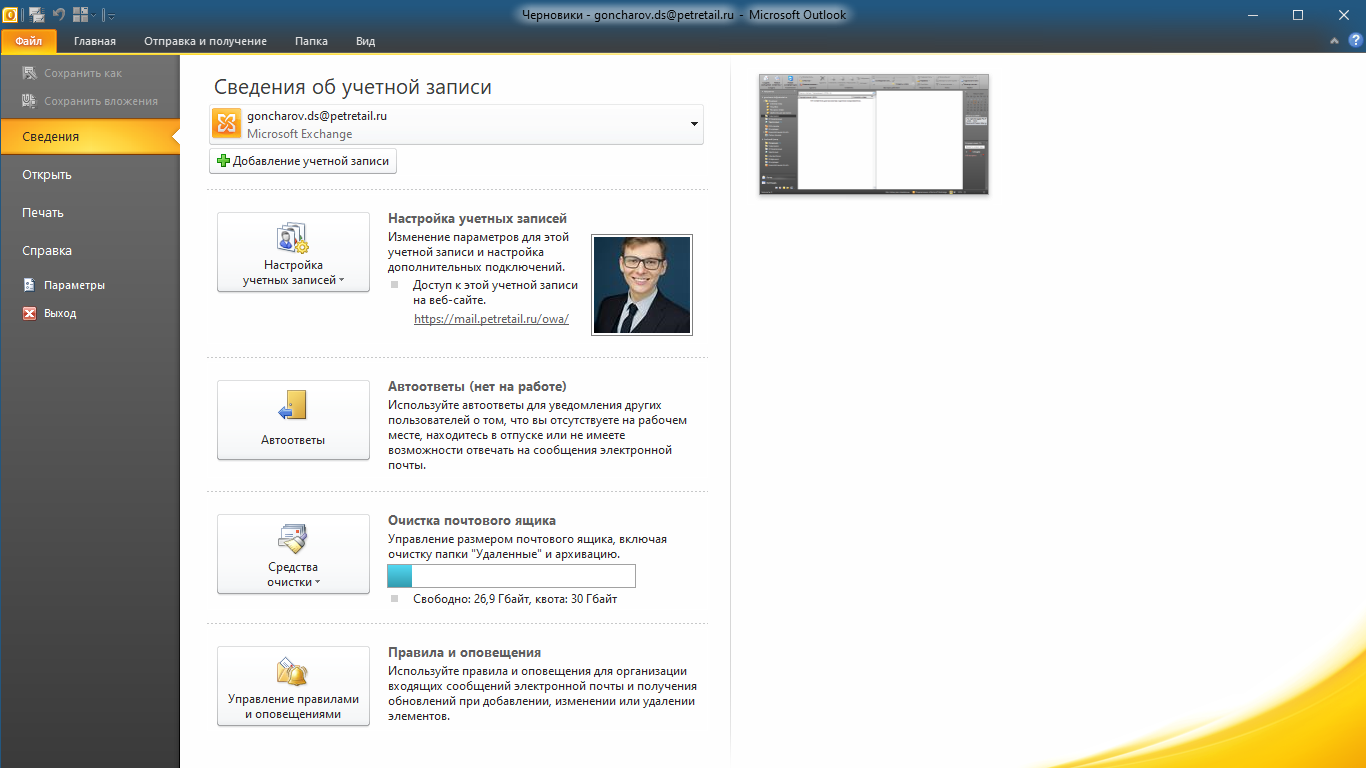 Черновики - goncharov.ds@petretail.ru - Microsoft Outlook
Файл Главная Отправка и получение Папка Вид
Сохранить как
Сохранить вложения
Сведения
Открыть
Печать
Справка
Параметры
Выход
Сведения об учетной записи
goncharov.ds@petretail.ru
Microsoft Exchange
Добавление учетной записи
Настройка
учетных записей
Настройка учетных записей
Изменение параметров для этой
учетной записи и настройка
дополнительных подключений.
Доступ к этой учетной записи
на веб-сайте.
https://mail.petretail.ru/owa/
Автоответы
Автоответы (нет на работе)
Используйте автоответы для уведомления других
пользователей о том, что вы отсутствуете на рабочем
месте, находитесь в отпуске или не имеете
возможности отвечать на сообщения электронной
почты.
Средства
очистки
Очистка почтового ящика
Управление размером почтового ящика, включая
очистку папки "Удаленные" и архивацию.
Свободно: 26,9 Гбайт, квота: 30 Гбайт
Управление правилами
и оповещениями
Правила и оповещения
Используйте правила и оповещения для организации
входящих сообщений электронной почты и получения
обновлений при добавлении, изменении или удалении
элементов.